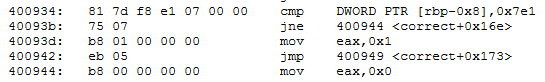 400934: 81 7d f8 e1 07 00 00 cmp DWORD PTR [rbp-0x8],0x7e1
40093b: 75 07 jne 400944 <correct+0x16e>
40093d: b8 01 00 00 00 mov eax,0x1
400942: eb 05 jmp 400949 <correct+0x173>
400944: b8 00 00 00 00 mov eax,0x0